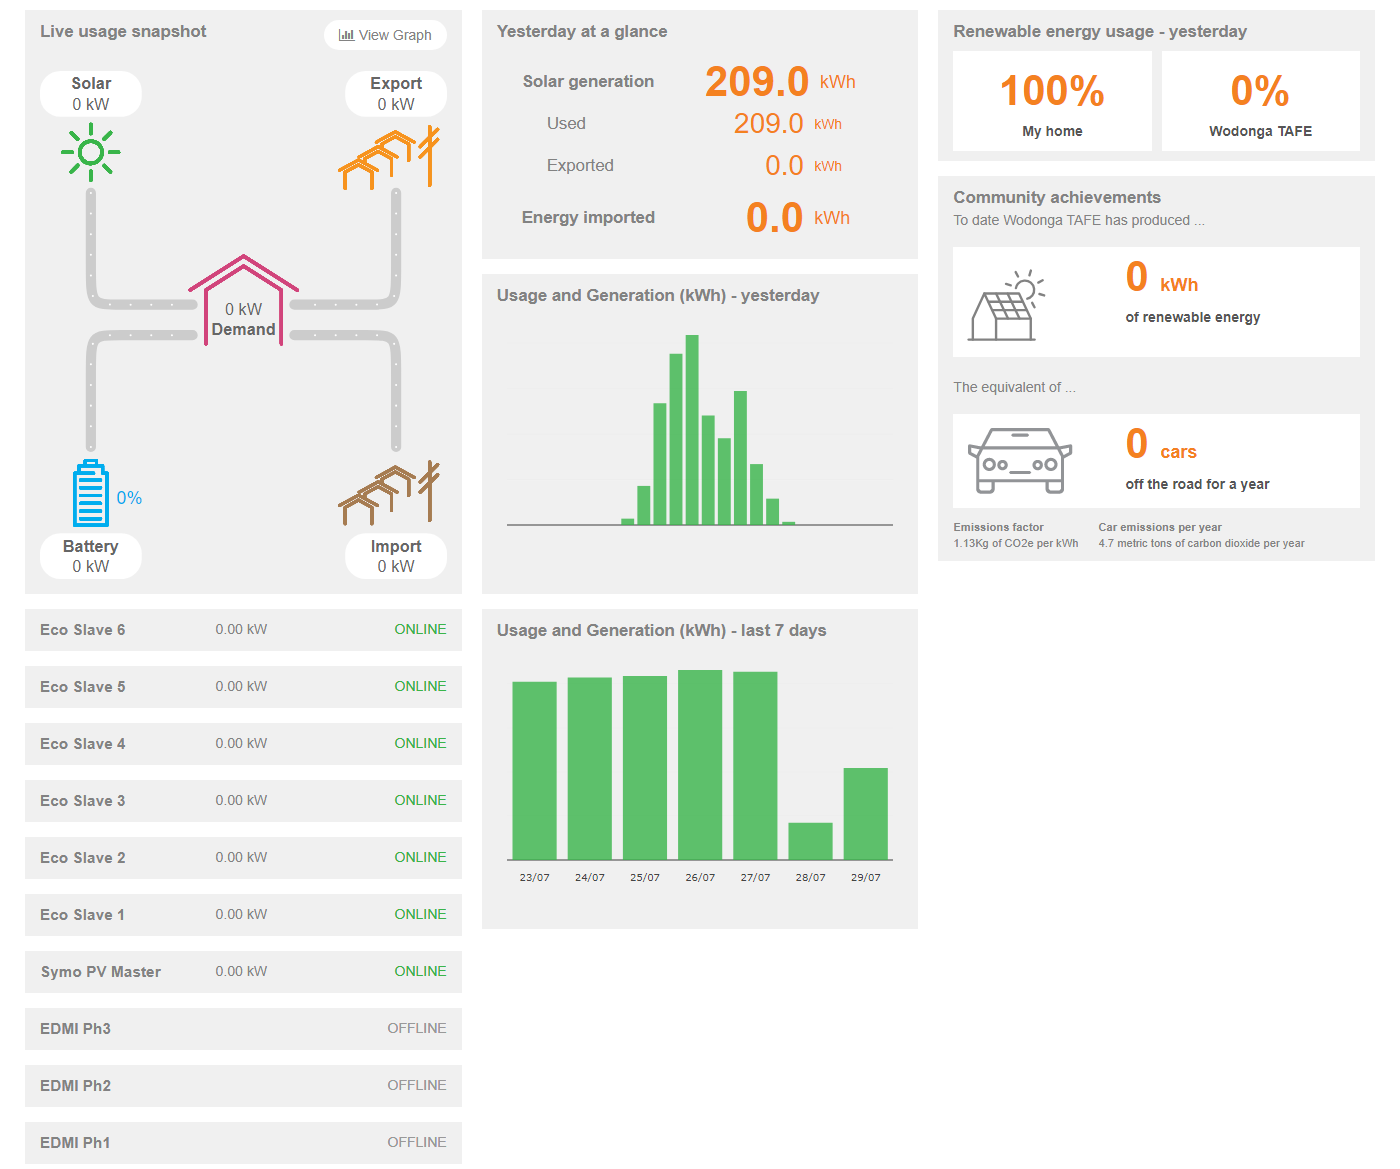 Live usage snapshot
View Graph
Solar
0 kW
Export
0 kW
0 kW
Demand
0%
Battery
0 kW
Import
0 kW
Eco Slave 6 0.00 kW ONLINE
Eco Slave 5 0.00 kW ONLINE
Eco Slave 4 0.00 kW ONLINE
Eco Slave 3 0.00 kW ONLINE
Eco Slave 2 0.00 kW ONLINE
Eco Slave 1 0.00 kW ONLINE
Symo PV Master 0.00 kW ONLINE
EDMI Ph3 OFFLINE
EDMI Ph2 OFFLINE
EDMI Ph1 OFFLINE
Yesterday at a glance
Solar generation 209.0 kWh
Used 209.0 kWh
Exported 0.0 kWh
Energy imported 0.0 kWh
Usage and Generation (kWh) - yesterday
Usage and Generation (kWh) - last 7 days
23/07 24/07 25/07 26/07 27/07 28/07 29/07
Renewable energy usage - yesterday
100%
My home
0%
Wodonga TAFE
Community achievements
To date Wodonga TAFE has produced ...
0 kWh
of renewable energy
The equivalent of ...
0 cars
off the road for a year
Emissions factor
1.13Kg of CO2e per kWh
Car emissions per year
4.7 metric tons of carbon dioxide per year